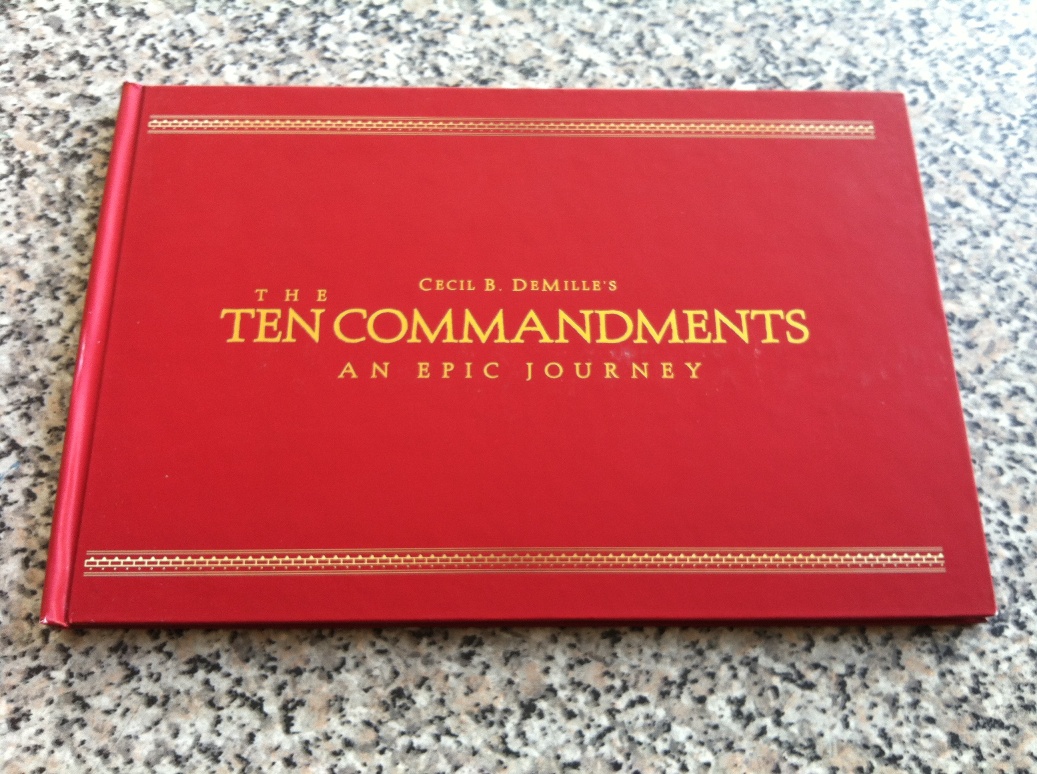 CECIL B. DEMILLE'S
THE
TEN COMMANDMENTS
AN EPIC JOURNEY